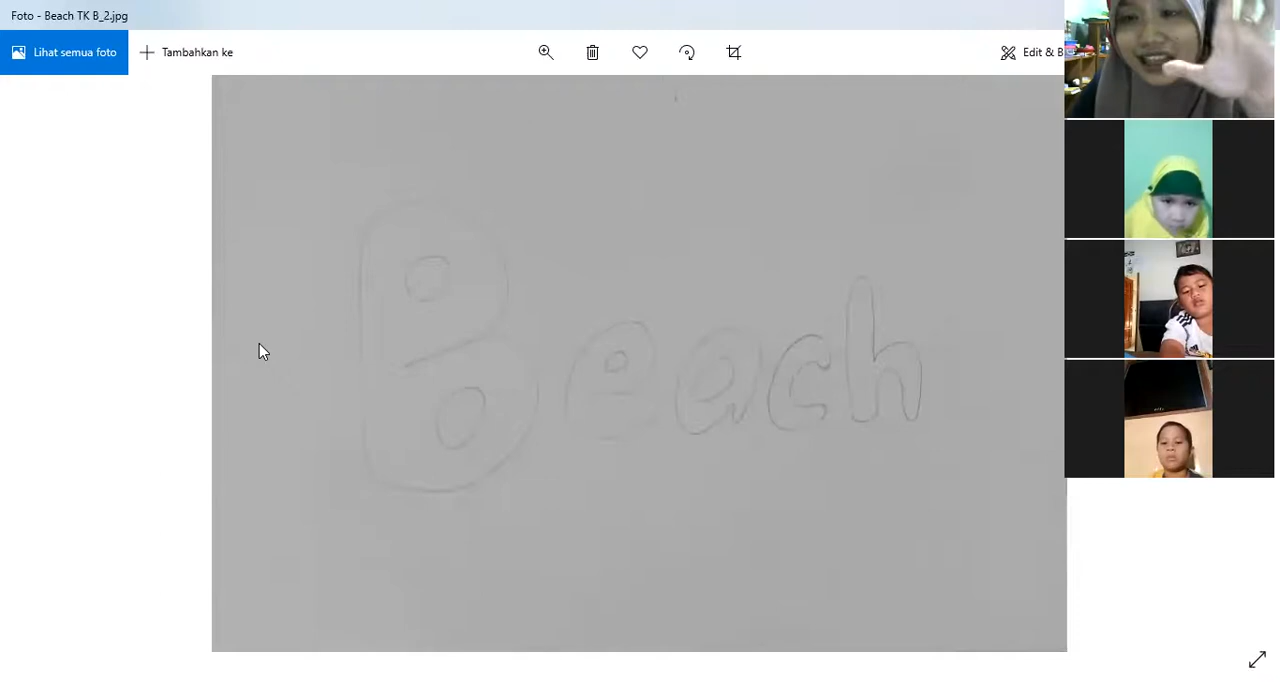 Foto - Beach TK B_2.jpg
Lihat semua foto
Tambahkan ke
Edit & B
Beach